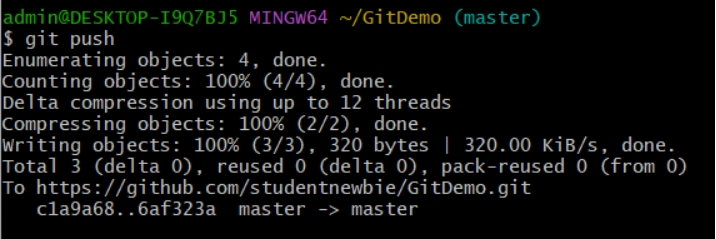 admin@DESKTOP-I9Q7BJ5 MINGW64 ~/GitDemo (master)
$ git push
Enumerating objects: 4, done.
Counting objects: 100% (4/4), done.
Delta compression using up to 12 threads
Compressing objects: 100% (2/2), done.
Writing objects: 100% (3/3), 320 bytes | 320.00 KiB/s, done.
Total 3 (delta 0), reused 0 (delta 0), pack-reused 0 (from 0)
To https://github.com/studentnewbie/GitDemo.git
   c1a9a68..6af323a  master -> master